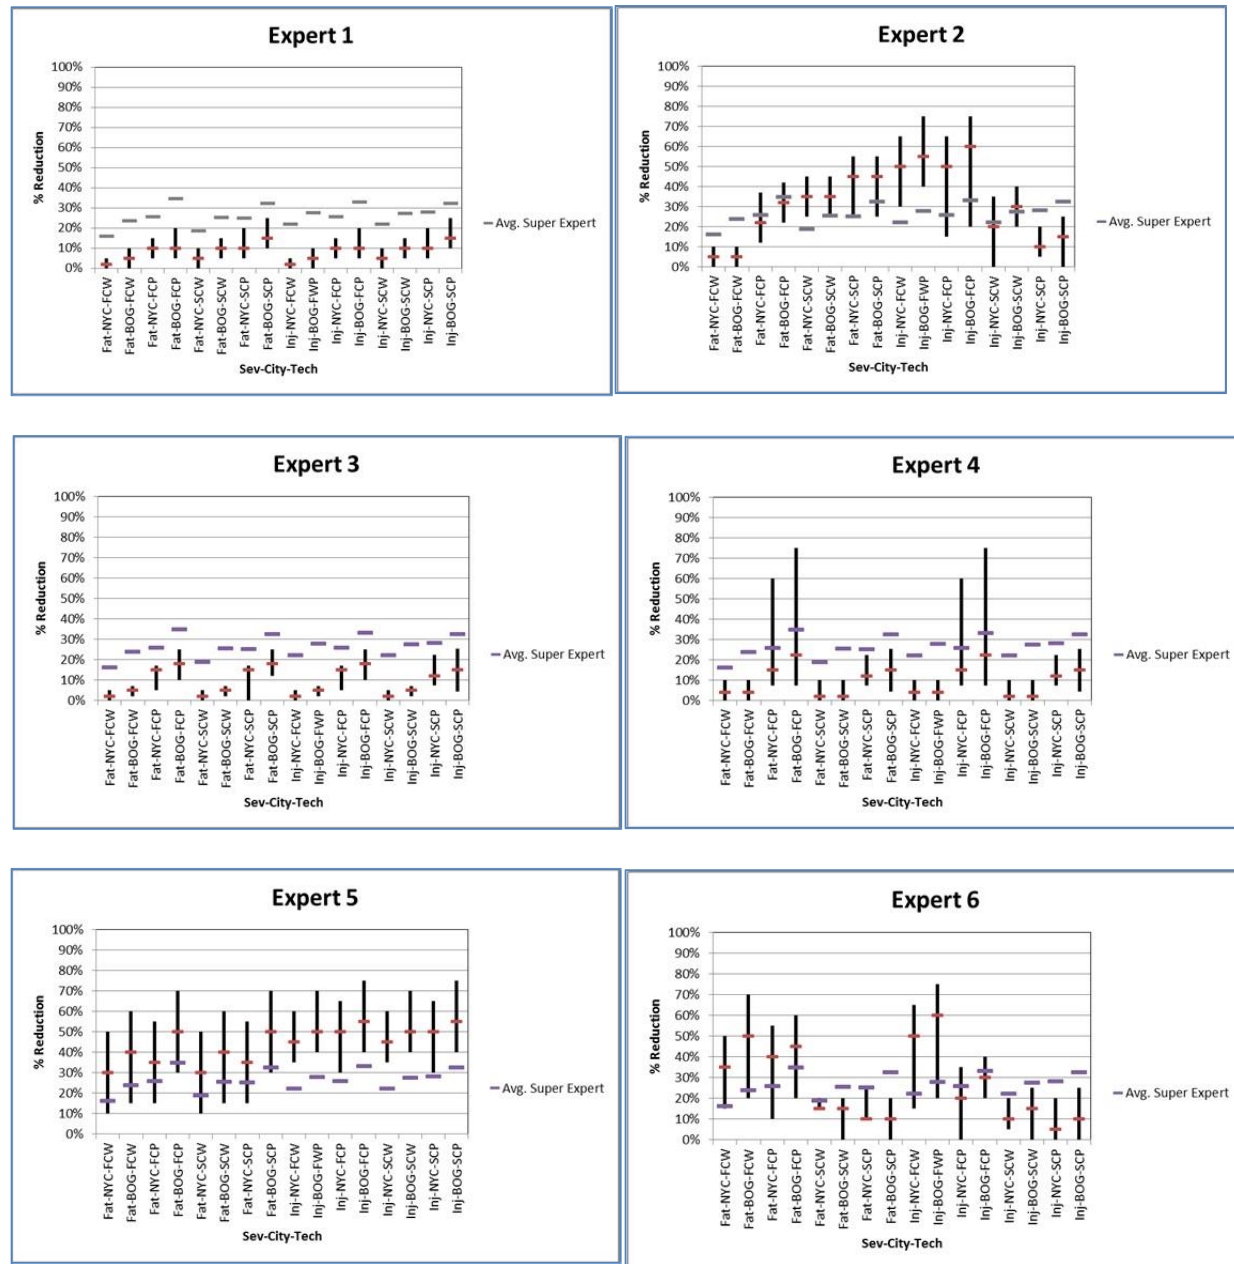 Expert 1
100%
90%
80%
70%
60%
50%
40%
30%
20%
10%
0%
% Reduction
Fat-NYC-FCW
Fat-BOG-FCW
Fat-NYC-FCP
Fat-BOG-FCP
Fat-NYC-SCW
Fat-BOG-SCW
Fat-NYC-SCP
Fat-BOG-SCP
Inj-NYC-FCW
Inj-BOG-FWP
Inj-NYC-FCP
Inj-BOG-FCP
Inj-NYC-SCW
Inj-BOG-SCW
Inj-NYC-SCP
Inj-BOG-SCP
Sev-City-Tech
Avg. Super Expert
Expert 2
100%
90%
80%
70%
60%
50%
40%
30%
20%
10%
0%
% Reduction
Fat-NYC-FCW
Fat-BOG-FCW
Fat-NYC-FCP
Fat-BOG-FCP
Fat-NYC-SCW
Fat-BOG-SCW
Fat-NYC-SCP
Fat-BOG-SCP
Inj-NYC-FCW
Inj-BOG-FWP
Inj-NYC-FCP
Inj-BOG-FCP
Inj-NYC-SCW
Inj-BOG-SCW
Inj-NYC-SCP
Inj-BOG-SCP
Sev-City-Tech
Avg. Super Expert
Expert 3
100%
90%
80%
70%
60%
50%
40%
30%
20%
10%
0%
% Reduction
Fat-NYC-FCW
Fat-BOG-FCW
Fat-NYC-FCP
Fat-BOG-FCP
Fat-NYC-SCW
Fat-BOG-SCW
Fat-NYC-SCP
Fat-BOG-SCP
Inj-NYC-FCW
Inj-BOG-FWP
Inj-NYC-FCP
Inj-BOG-FCP
Inj-NYC-SCW
Inj-BOG-SCW
Inj-NYC-SCP
Inj-BOG-SCP
Sev-City-Tech
Avg. Super Expert
Expert 4
100%
90%
80%
70%
60%
50%
40%
30%
20%
10%
0%
% Reduction
Fat-NYC-FCW
Fat-BOG-FCW
Fat-NYC-FCP
Fat-BOG-FCP
Fat-NYC-SCW
Fat-BOG-SCW
Fat-NYC-SCP
Fat-BOG-SCP
Inj-NYC-FCW
Inj-BOG-FWP
Inj-NYC-FCP
Inj-BOG-FCP
Inj-NYC-SCW
Inj-BOG-SCW
Inj-NYC-SCP
Inj-BOG-SCP
Sev-City-Tech
Avg. Super Expert
Expert 5
100%
90%
80%
70%
60%
50%
40%
30%
20%
10%
0%
% Reduction
Fat-NYC-FCW
Fat-BOG-FCW
Fat-NYC-FCP
Fat-BOG-FCP
Fat-NYC-SCW
Fat-BOG-SCW
Fat-NYC-SCP
Fat-BOG-SCP
Inj-NYC-FCW
Inj-BOG-FWP
Inj-NYC-FCP
Inj-BOG-FCP
Inj-NYC-SCW
Inj-BOG-SCW
Inj-NYC-SCP
Inj-BOG-SCP
Sev-City-Tech
Avg. Super Expert
Expert 6
100%
90%
80%
70%
60%
50%
40%
30%
20%
10%
0%
% Reduction
Fat-NYC-FCW
Fat-BOG-FCW
Fat-NYC-FCP
Fat-BOG-FCP
Fat-NYC-SCW
Fat-BOG-SCW
Fat-NYC-SCP
Fat-BOG-SCP
Inj-NYC-FCW
Inj-BOG-FWP
Inj-NYC-FCP
Inj-BOG-FCP
Inj-NYC-SCW
Inj-BOG-SCW
Inj-NYC-SCP
Inj-BOG-SCP
Sev-City-Tech
Avg. Super Expert